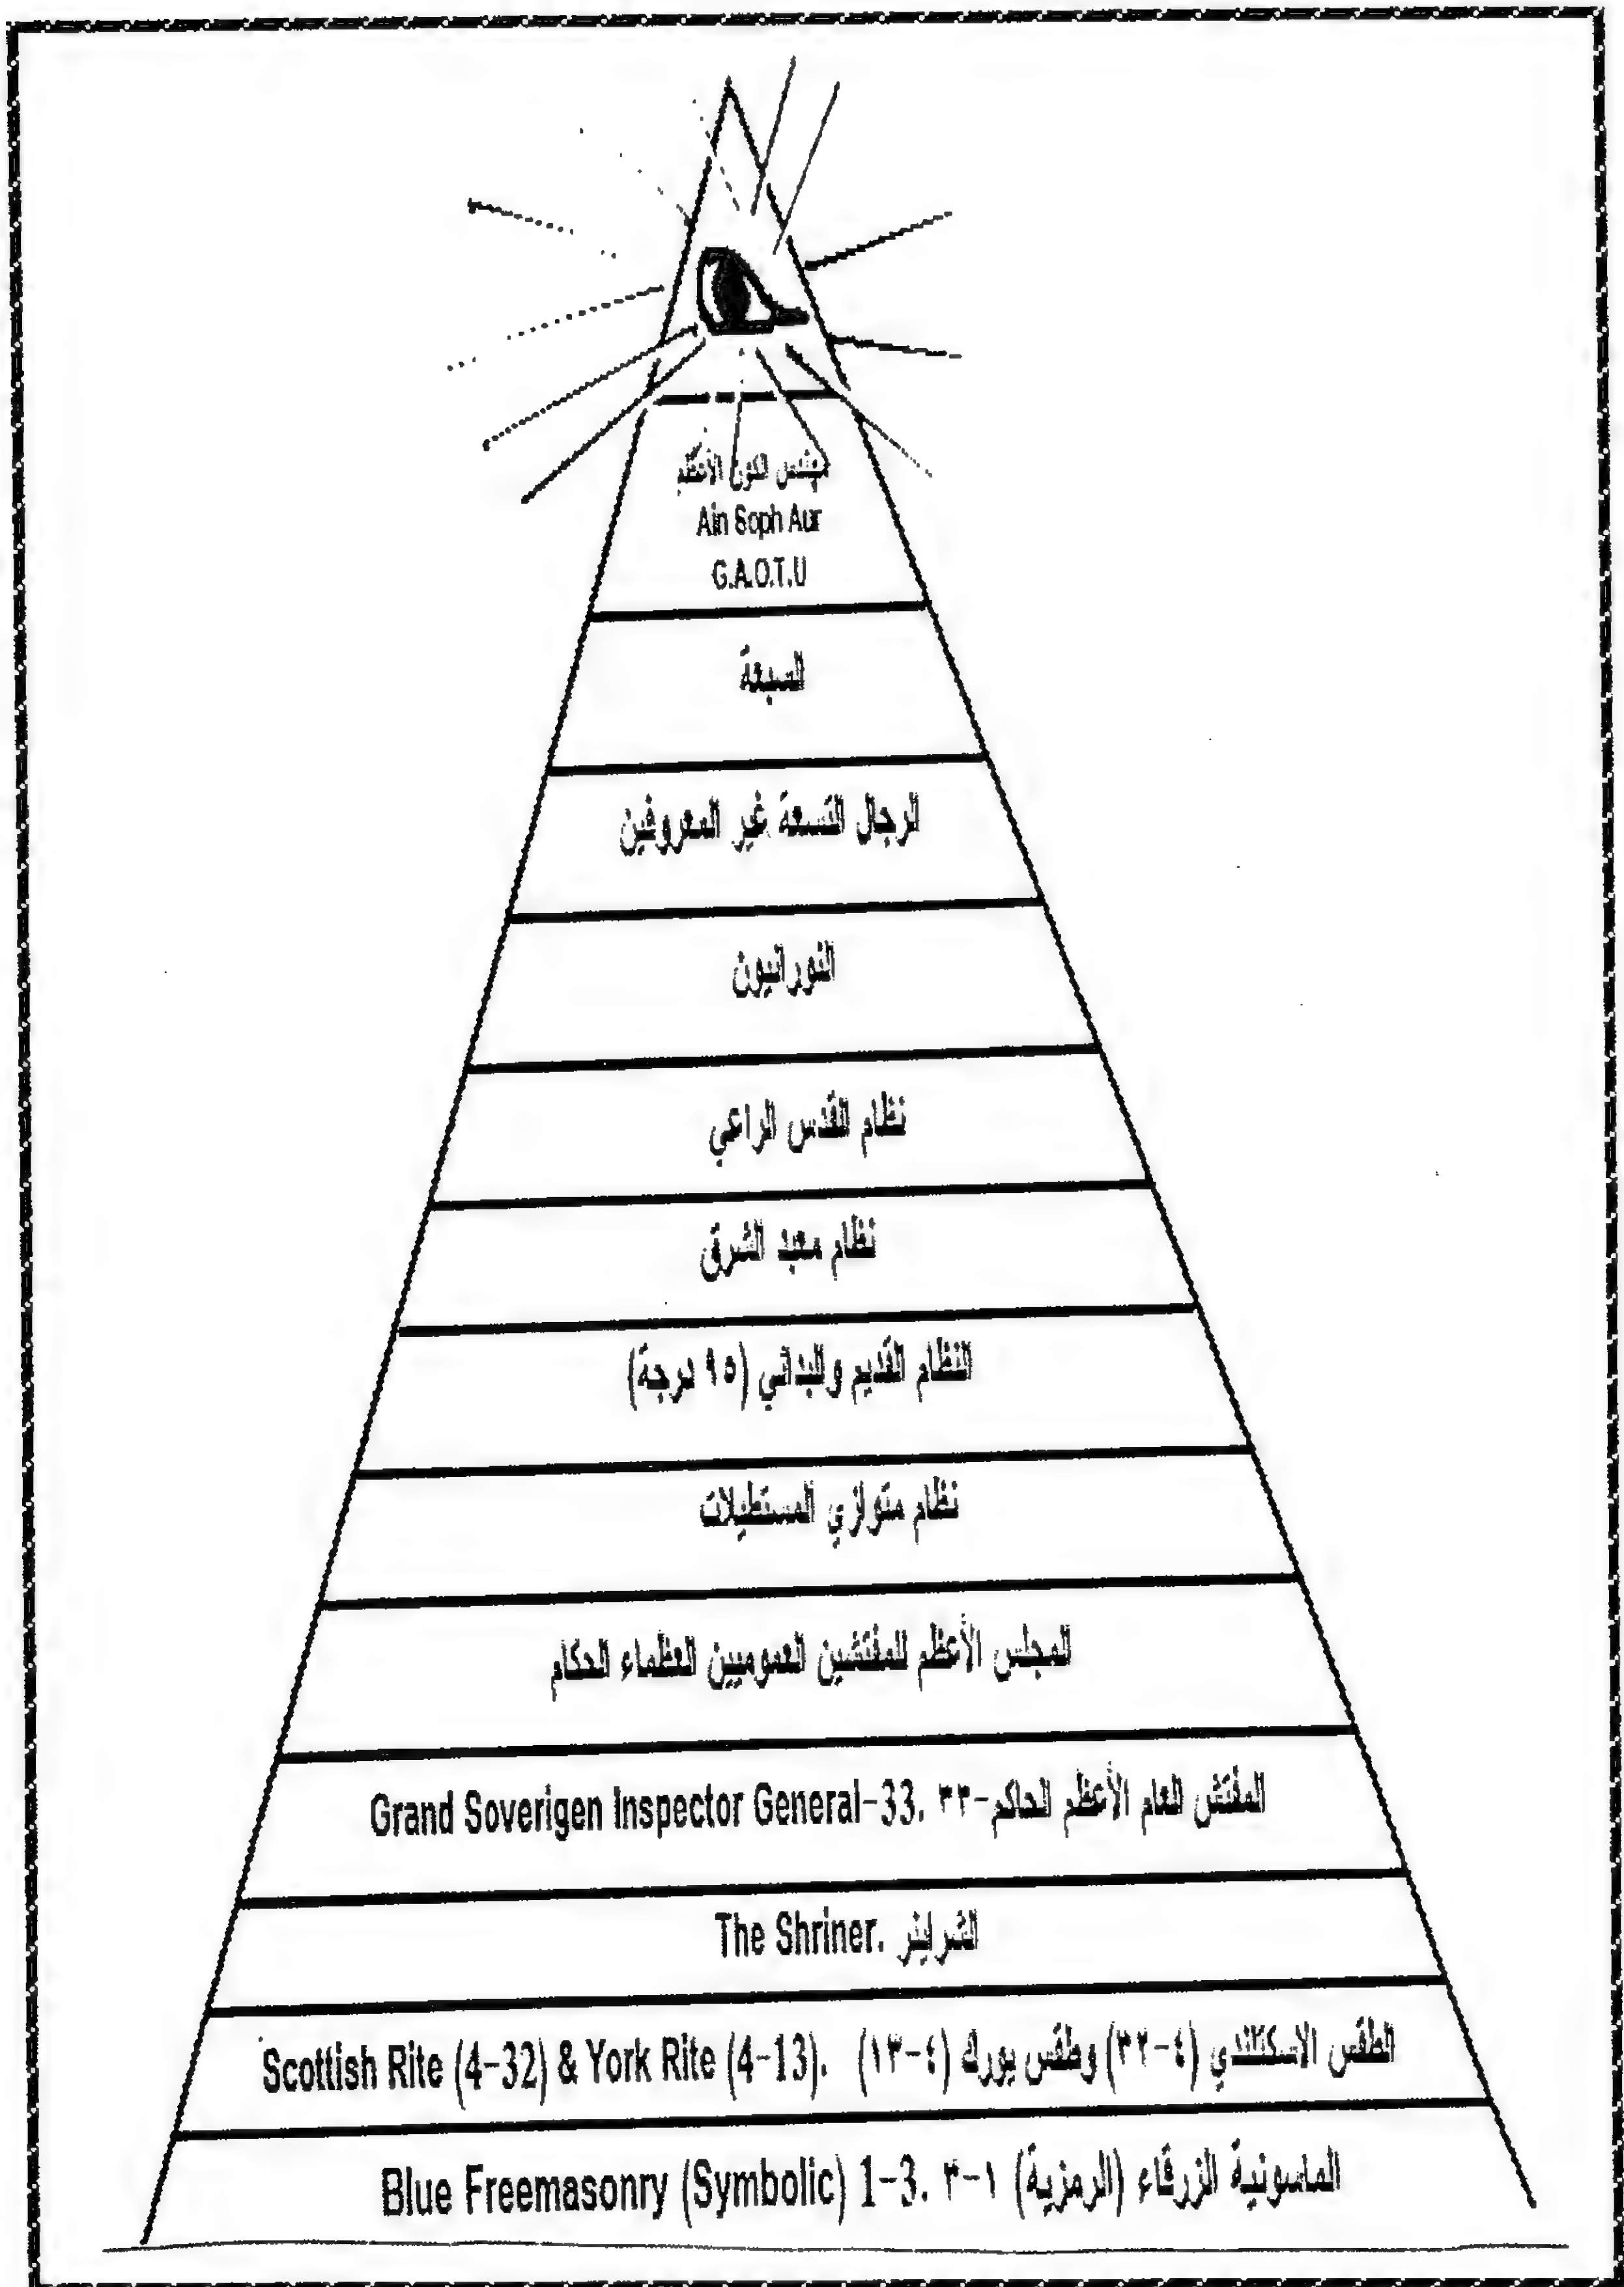 مهندس الكون الأعظم
Ain Soph Aur
G.A.O.T.U
السبعة
الرجال التسعة غير المعروفين
النورانيون
نظام القدس الراعي
نظام معبد الشرق
النظام القديم والبدائي (٩٥ درجة)
نظام متوازي المستطيلات
المجلس الأعظم للمفتشين العموميين العظماء الحكام
المفتش العام الأعظم الحاكم-٣٣ Grand Soverigen Inspector General-33.
الشراينر The Shriner.
الطقس الاسكتلندي (٤-٣٢) وطقس يورك (٤-١٣) Scottish Rite (4-32) & York Rite (4-13).
الماسونية الزرقاء (الرمزية) ١-٣ Blue Freemasonry (Symbolic) 1-3.